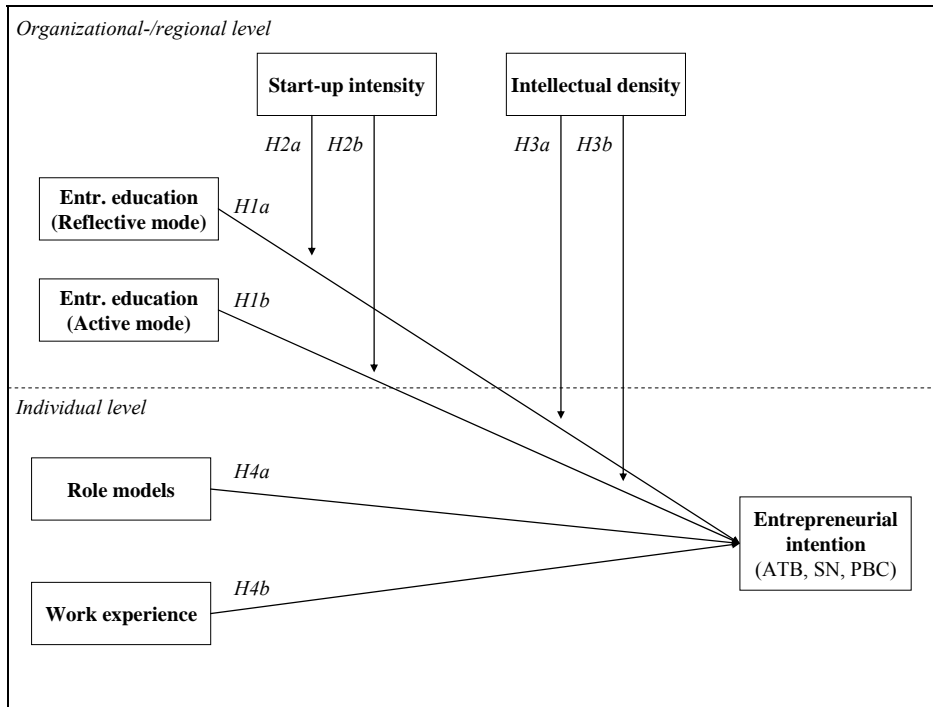 Organizational-/regional level
Start-up intensity
Intellectual density
H2a
H2b
H3a
H3b
Entr. education
(Reflective mode)
H1a
Entr. education
(Active mode)
H1b
Individual level
Role models
H4a
Entrepreneurial
intention
(ATB, SN, PBC)
Work experience
H4b